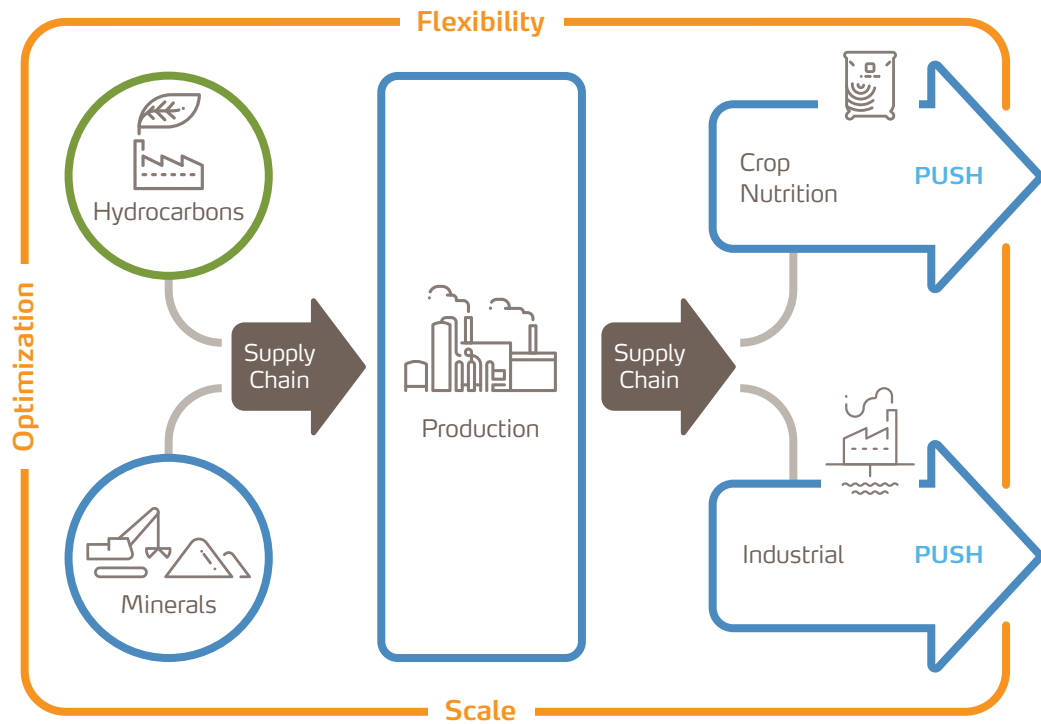 Flexibility
Optimization
Hydrocarbons
Minerals
Supply
Chain
Production
Supply
Chain
Crop
Nutrition
PUSH
Industrial
PUSH
Scale